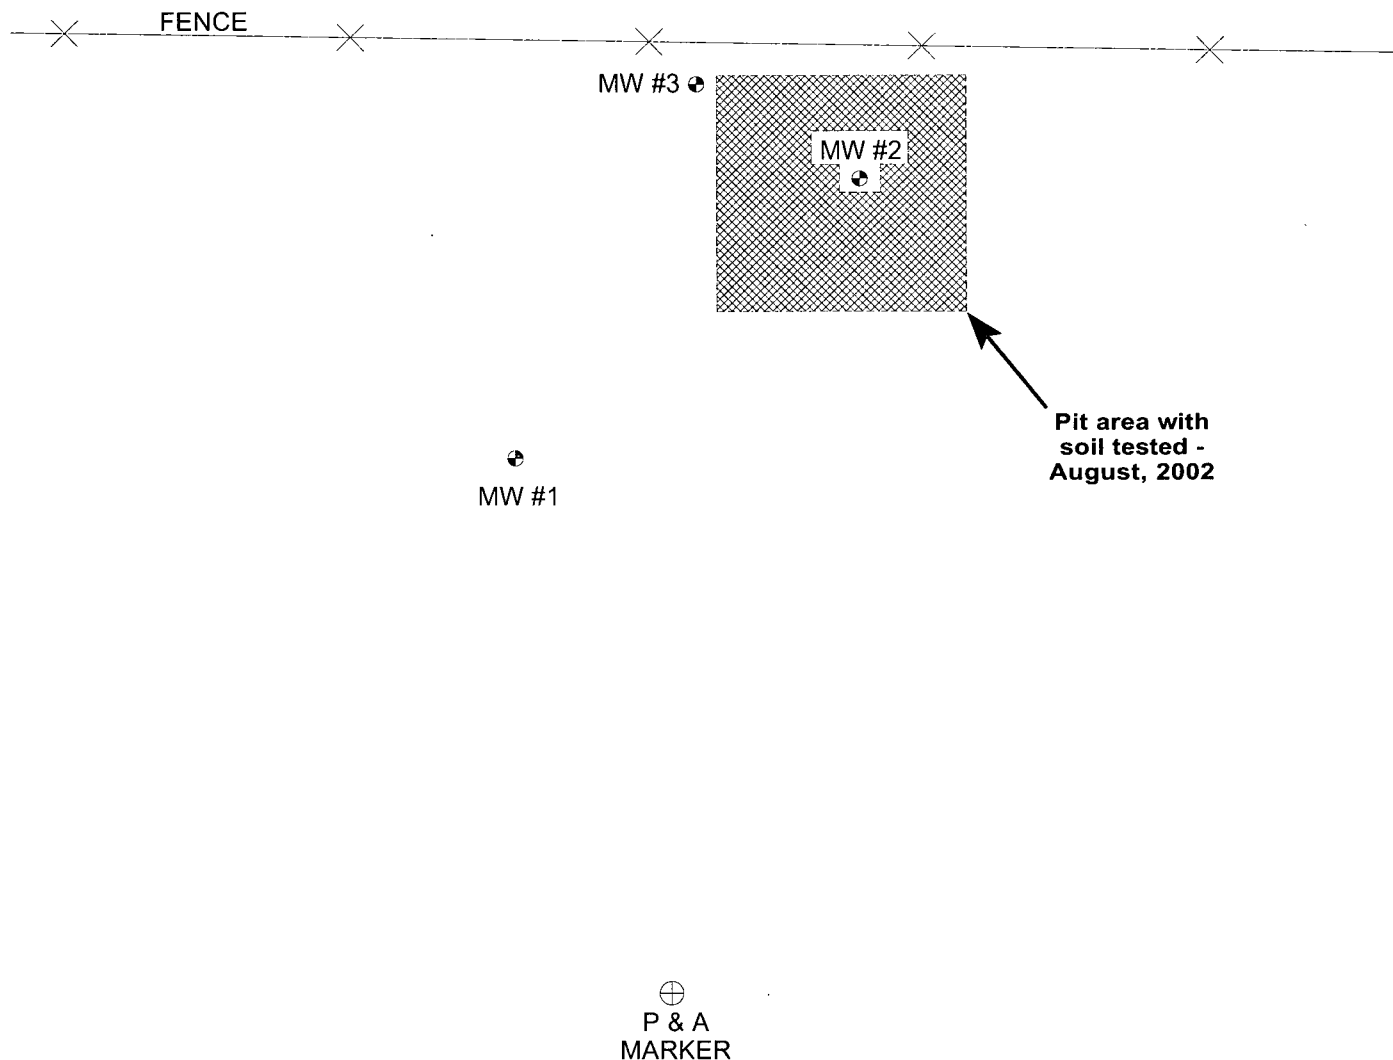 FENCE
MW #3
MW #2
Pit area with
soil tested -
August, 2002
MW #1
P & A
MARKER